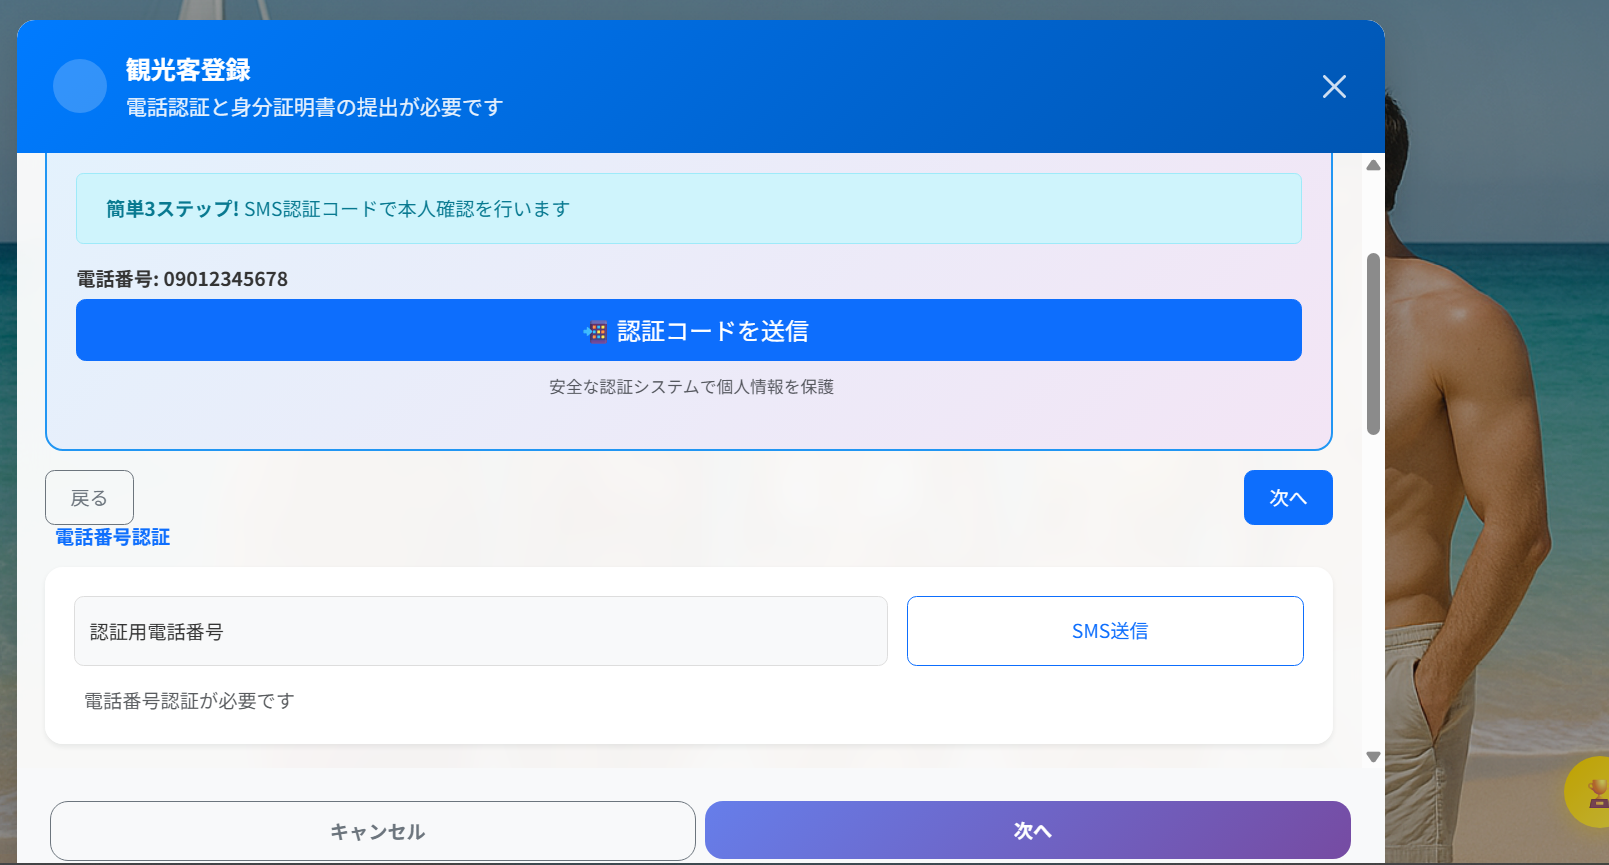 観光客登録
電話認証と身分証明書の提出が必要です
簡単3ステップ! SMS認証コードで本人確認を行います
電話番号: 09012345678
認証コードを送信
安全な認証システムで個人情報を保護
戻る
次へ
電話番号認証
認証用電話番号
SMS送信
電話番号認証が必要です
キャンセル
次へ